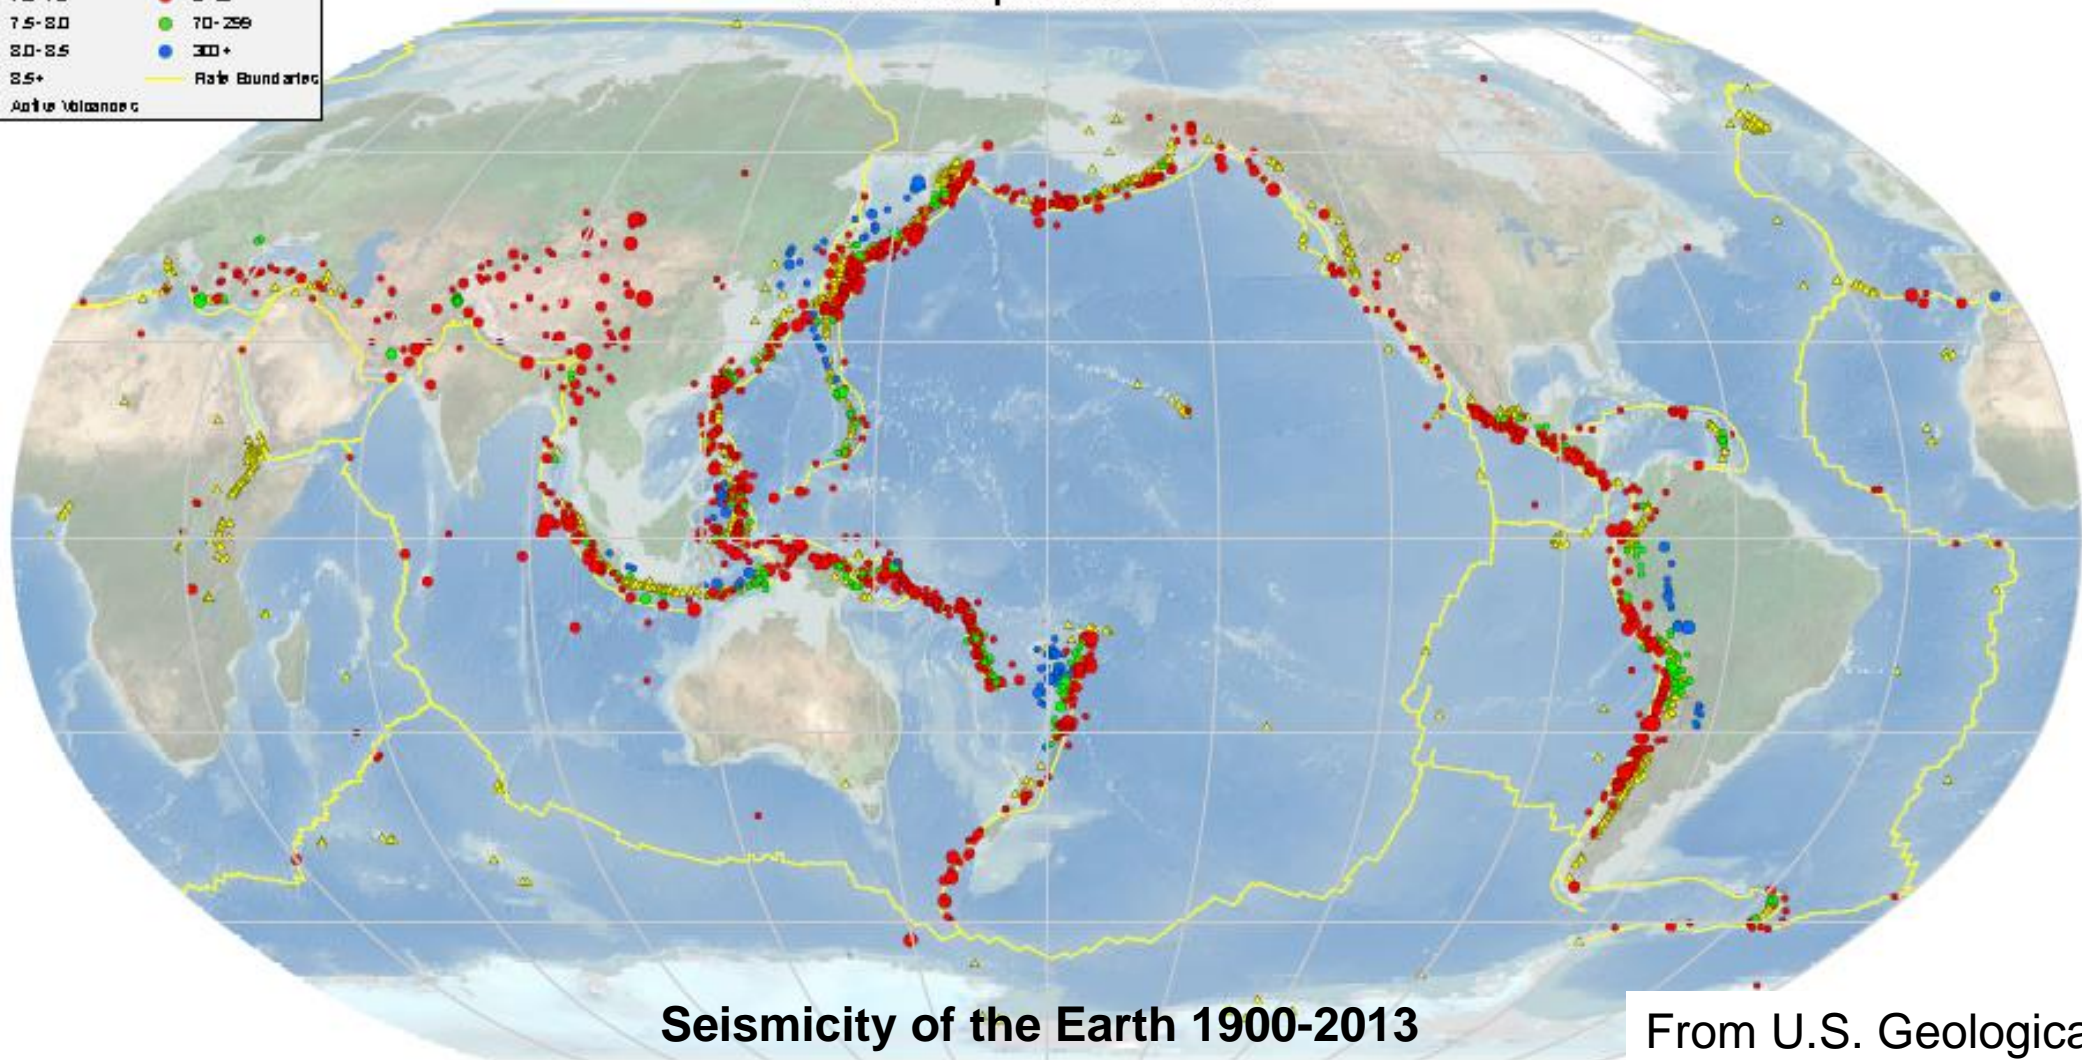 7.5-8.0 70-299
8.0-8.5 300+
8.5+ Plate Boundaries
Active Volcanoes
Seismicity of the Earth 1900-2013
From U.S. Geologica